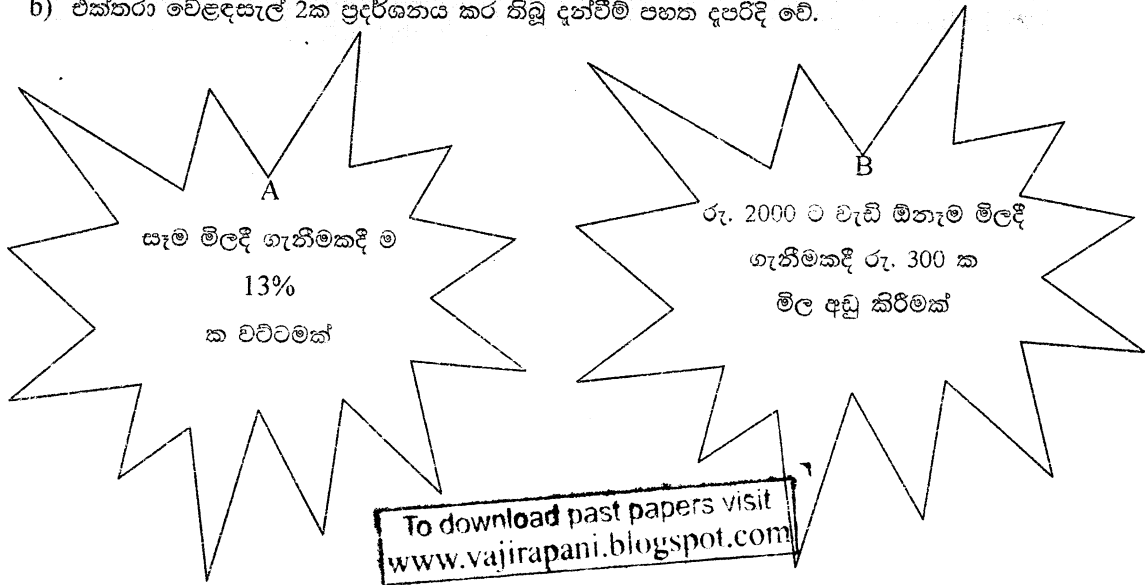 b) එක්තරා වෙළඳසැල් 2ක ප්‍රදර්ශනය කර තිබූ දැන්වීම් පහත දැපරිදි වේ.
A
සෑම මිලදී ගැනීමකදී ම
13%
ක වට්ටමක්
B
රු. 2000 ට වැඩි ඕනෑම මිලදී
ගැනීමකදී රු. 300 ක
මිල අඩු කිරීමක්
To download past papers visit
www.vajirapani.blogspot.com